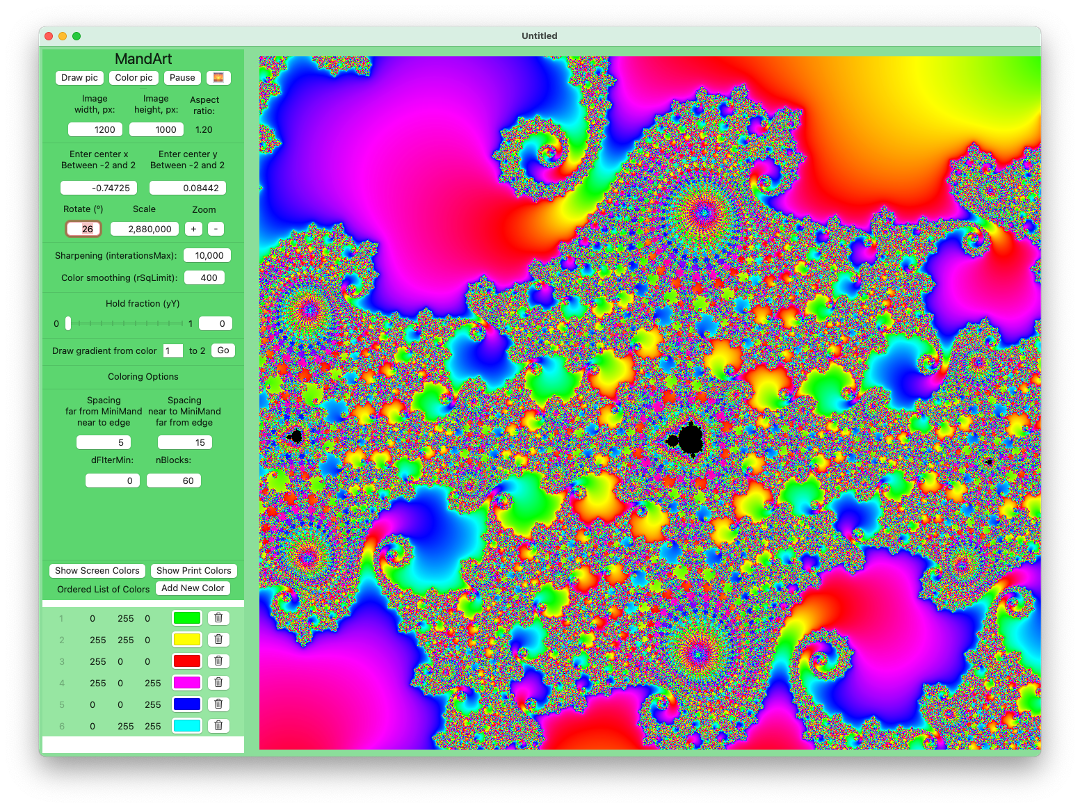 Untitled
MandArt
Draw pic Color pic Pause
Image width, px: Image height, px: Aspect ratio:
1200 1000 1.20
Enter center x Between -2 and 2 Enter center y Between -2 and 2
-0.74725 0.08442
Rotate (º) Scale Zoom
26 2,880,000 + -
Sharpening (interationsMax): 10,000
Color smoothing (rSqLimit): 400
Hold fraction (yY)
0 1 0
Draw gradient from color 1 to 2 Go
Coloring Options
Spacing far from MiniMand near to edge Spacing near to MiniMand far from edge
5 15
dFIterMin: nBlocks:
0 60
Show Screen Colors Show Print Colors
Ordered List of Colors Add New Color
1 0 255 0
2 255 255 0
3 255 0 0
4 255 0 255
5 0 0 255
6 0 255 255